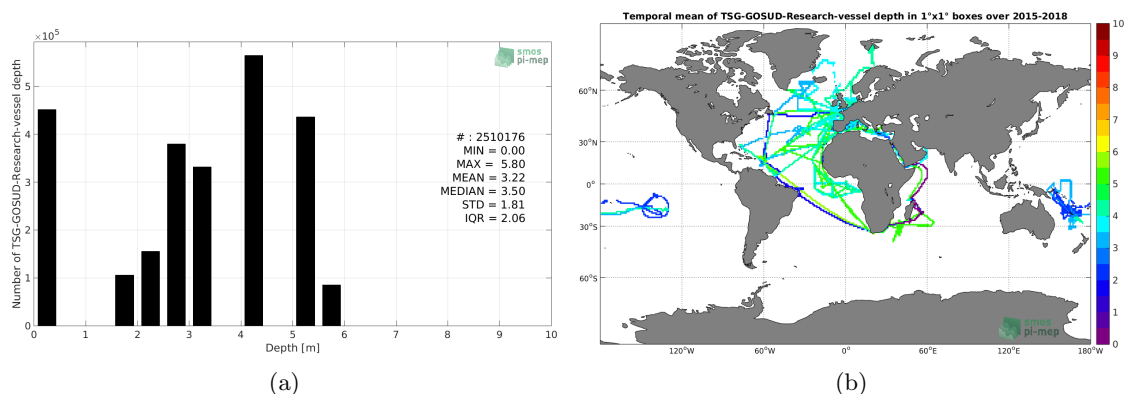 ×10⁵
smos
pi-mep
Number of TSG-GOSUD-Research-vessel depth
5
4
3
2
1
0
# : 2510176
MIN = 0.00
MAX = 5.80
MEAN = 3.22
MEDIAN = 3.50
STD = 1.81
IQR = 2.06
0 1 2 3 4 5 6 7 8 9 10
Depth [m]
(a)
Temporal mean of TSG-GOSUD-Research-vessel depth in 1°x1° boxes over 2015-2018
60°N
30°N
0°
30°S
60°S
120°W 60°W 0° 60°E 120°E 180°W
smos
pi-mep
10
9
8
7
6
5
4
3
2
1
0
(b)